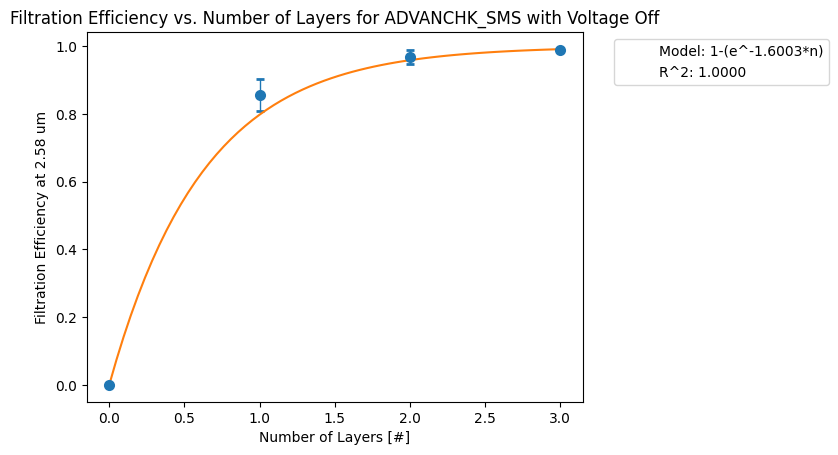 Filtration Efficiency vs. Number of Layers for ADVANCHK_SMS with Voltage Off
Model: 1-(e^-1.6003*n)
R^2: 1.0000
Filtration Efficiency at 2.58 um
1.0
0.8
0.6
0.4
0.2
0.0
0.0 0.5 1.0 1.5 2.0 2.5 3.0
Number of Layers [#]